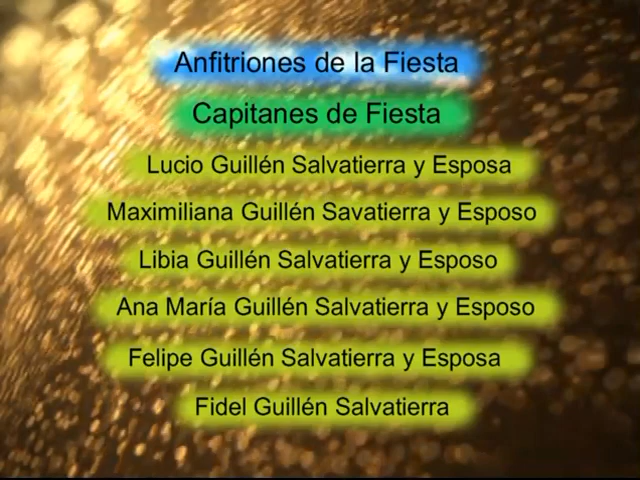 Anfitriones de la Fiesta
Capitanes de Fiesta
Lucio Guillén Salvatierra y Esposa
Maximiliana Guillén Savatierra y Esposo
Libia Guillén Salvatierra y Esposo
Ana María Guillén Salvatierra y Esposo
Felipe Guillén Salvatierra y Esposa
Fidel Guillén Salvatierra